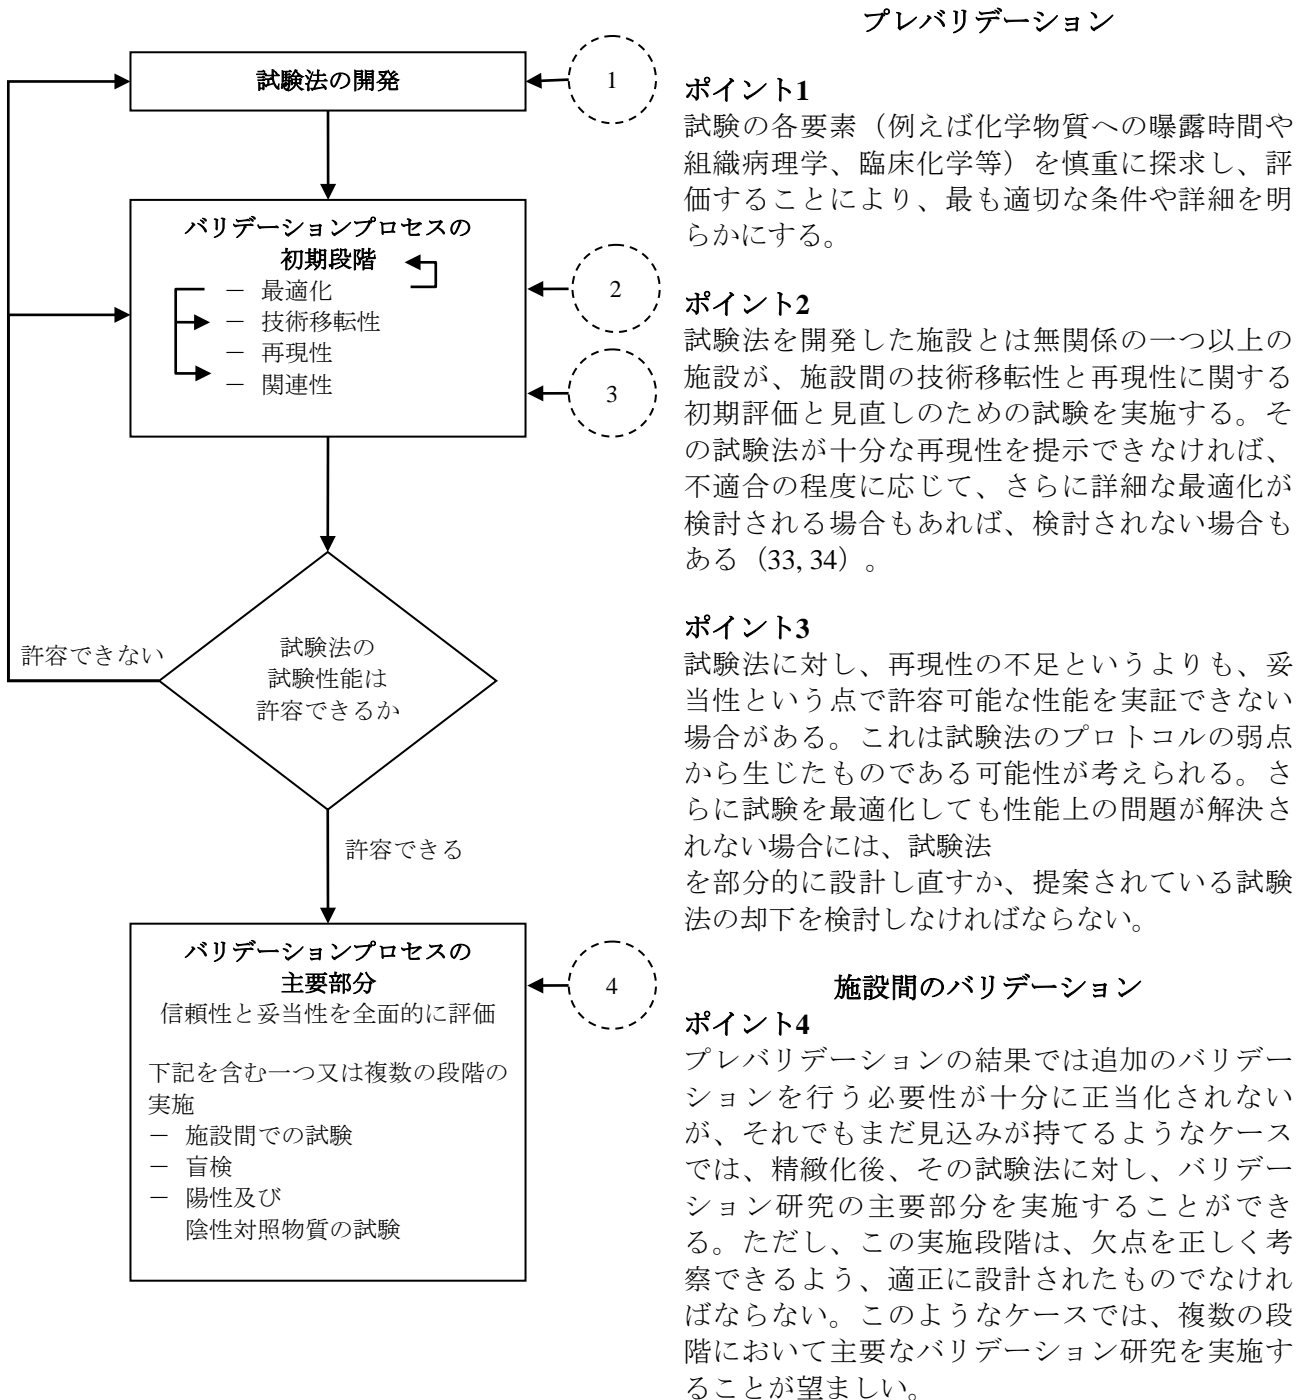 試験法の開発
1
バリデーションプロセスの
初期段階
－ 最適化
－ 技術移転性
－ 再現性
－ 関連性
2
3
許容できない
試験法の
試験性能は
許容できるか
許容できる
バリデーションプロセスの
主要部分
信頼性と妥当性を全面的に評価
下記を含む一つ又は複数の段階の
実施
－ 施設間での試験
－ 盲検
－ 陽性及び
陰性対照物質の試験
4
プレバリデーション
ポイント1
試験の各要素（例えば化学物質への曝露時間や
組織病理学、臨床化学等）を慎重に探求し、評
価することにより、最も適切な条件や詳細を明
らかにする。
ポイント2
試験法を開発した施設とは無関係の一つ以上の
施設が、施設間の技術移転性と再現性に関する
初期評価と見直しのための試験を実施する。そ
の試験法が十分な再現性を提示できなければ、
不適合の程度に応じて、さらに詳細な最適化が
検討される場合もあれば、検討されない場合も
ある（33, 34）。
ポイント3
試験法に対し、再現性の不足というよりも、妥
当性という点で許容可能な性能を実証できない
場合がある。これは試験法のプロトコルの弱点
から生じたものである可能性が考えられる。さ
らに試験を最適化しても性能上の問題が解決さ
れない場合には、試験法
を部分的に設計し直すか、提案されている試験
法の却下を検討しなければならない。
施設間のバリデーション
ポイント4
プレバリデーションの結果では追加のバリデー
ションを行う必要性が十分に正当化されない
が、それでもまだ見込みが持てるようなケース
では、精緻化後、その試験法に対し、バリデー
ション研究の主要部分を実施することができ
る。ただし、この実施段階は、欠点を正しく考
察できるよう、適正に設計されたものでなけれ
ばならない。このようなケースでは、複数の段
階において主要なバリデーション研究を実施す
ることが望ましい。